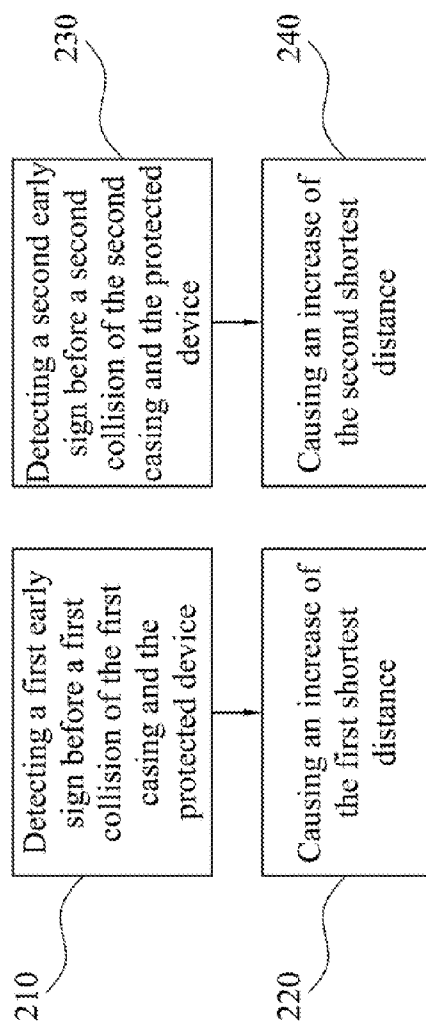 210
Detecting a first early
sign before a first
collision of the first
casing and the
protected device
220
Causing an increase of
the first shortest
distance
230
Detecting a second early
sign before a second
collision of the second
casing and the protected
device
240
Causing an increase of
the second shortest
distance